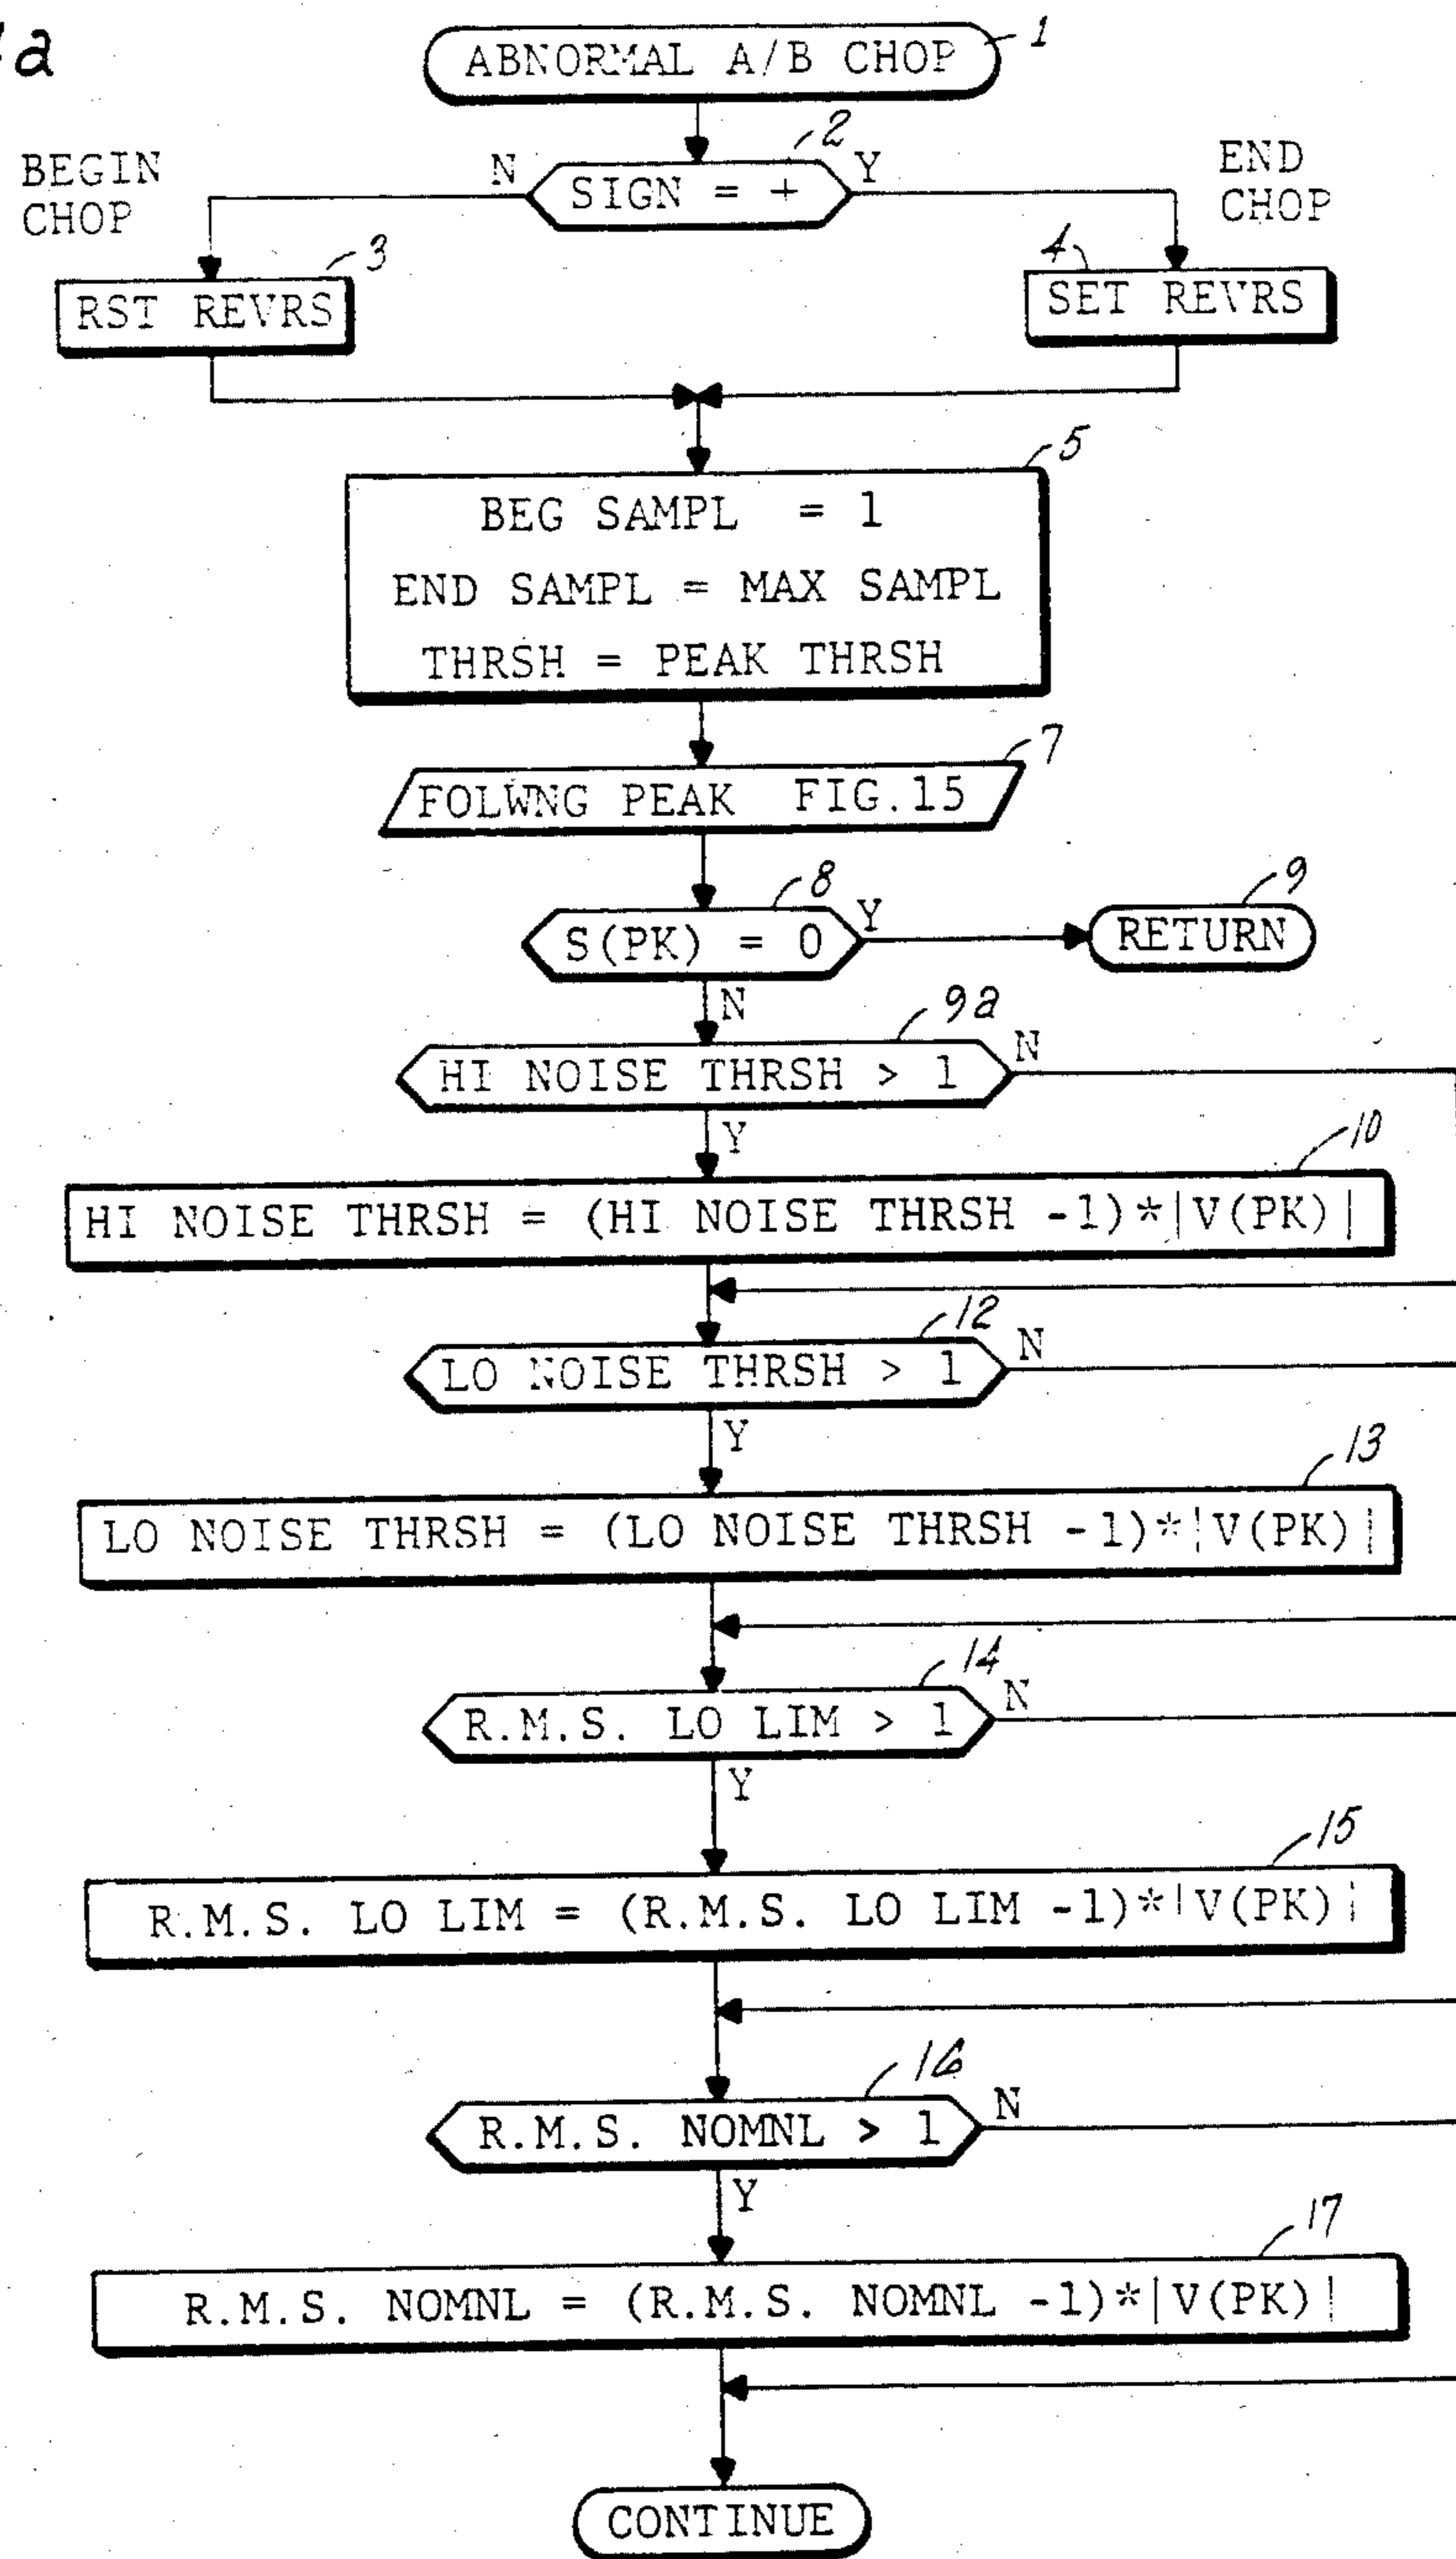 a
ABNORMAL A/B CHOP
1
2
BEGIN
CHOP
N
SIGN = +
Y
END
CHOP
3
RST REVRS
4
SET REVRS
5
BEG SAMPL = 1
END SAMPL = MAX SAMPL
THRSH = PEAK THRSH
7
FOLWNG PEAK FIG.15
8
S(PK) = 0
Y
9
RETURN
N
9a
HI NOISE THRSH > 1
N
Y
10
HI NOISE THRSH = (HI NOISE THRSH -1)*|V(PK)|
12
LO NOISE THRSH > 1
N
Y
13
LO NOISE THRSH = (LO NOISE THRSH -1)*|V(PK)|
14
R.M.S. LO LIM > 1
N
Y
15
R.M.S. LO LIM = (R.M.S. LO LIM -1)*|V(PK)|
16
R.M.S. NOMNL > 1
N
Y
17
R.M.S. NOMNL = (R.M.S. NOMNL -1)*|V(PK)|
CONTINUE